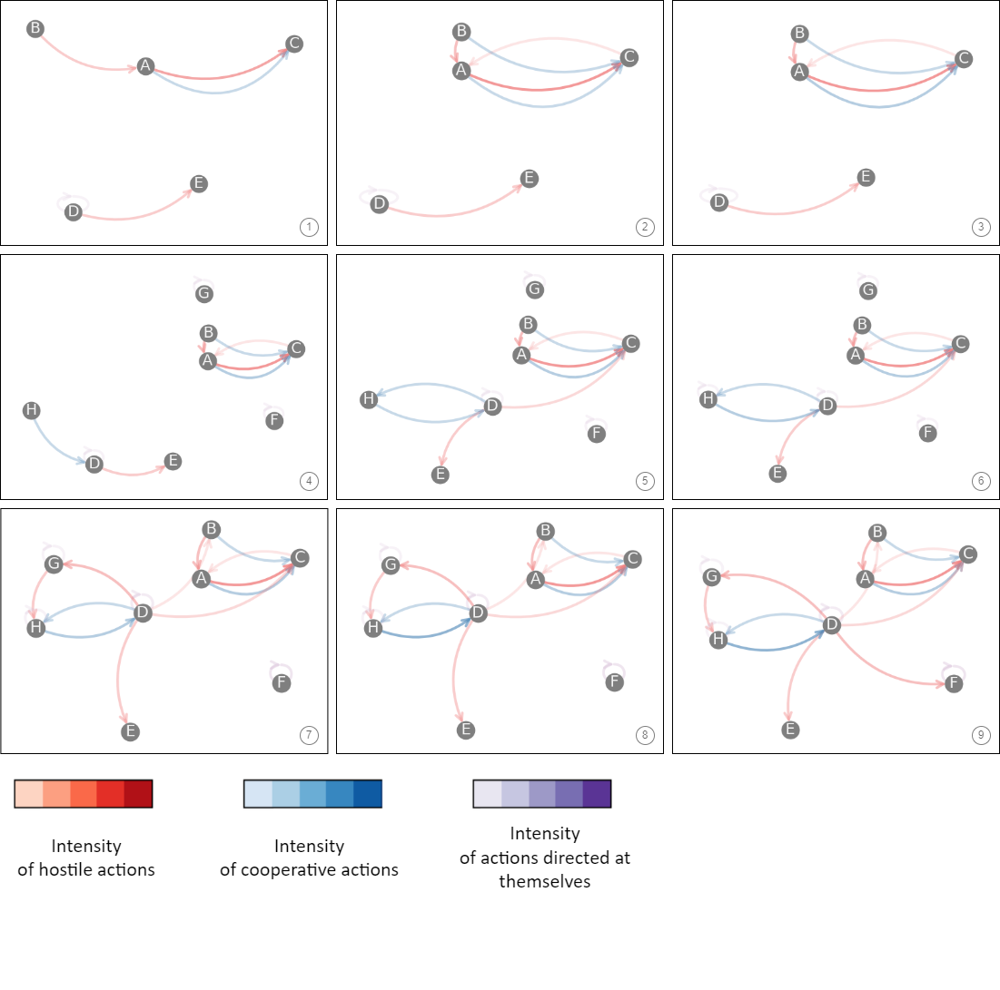 B
A
C
E
D
1
B
C
A
E
D
2
B
C
A
E
D
3
G
B
C
A
H
F
E
D
4
G
B
C
A
H
D
F
E
5
G
B
C
A
H
D
F
E
6
B
C
G
A
D
H
F
E
7
B
C
G
A
D
H
F
E
8
B
C
G
A
D
H
F
E
9
Intensity
of hostile actions
Intensity
of cooperative actions
Intensity
of actions directed at
themselves